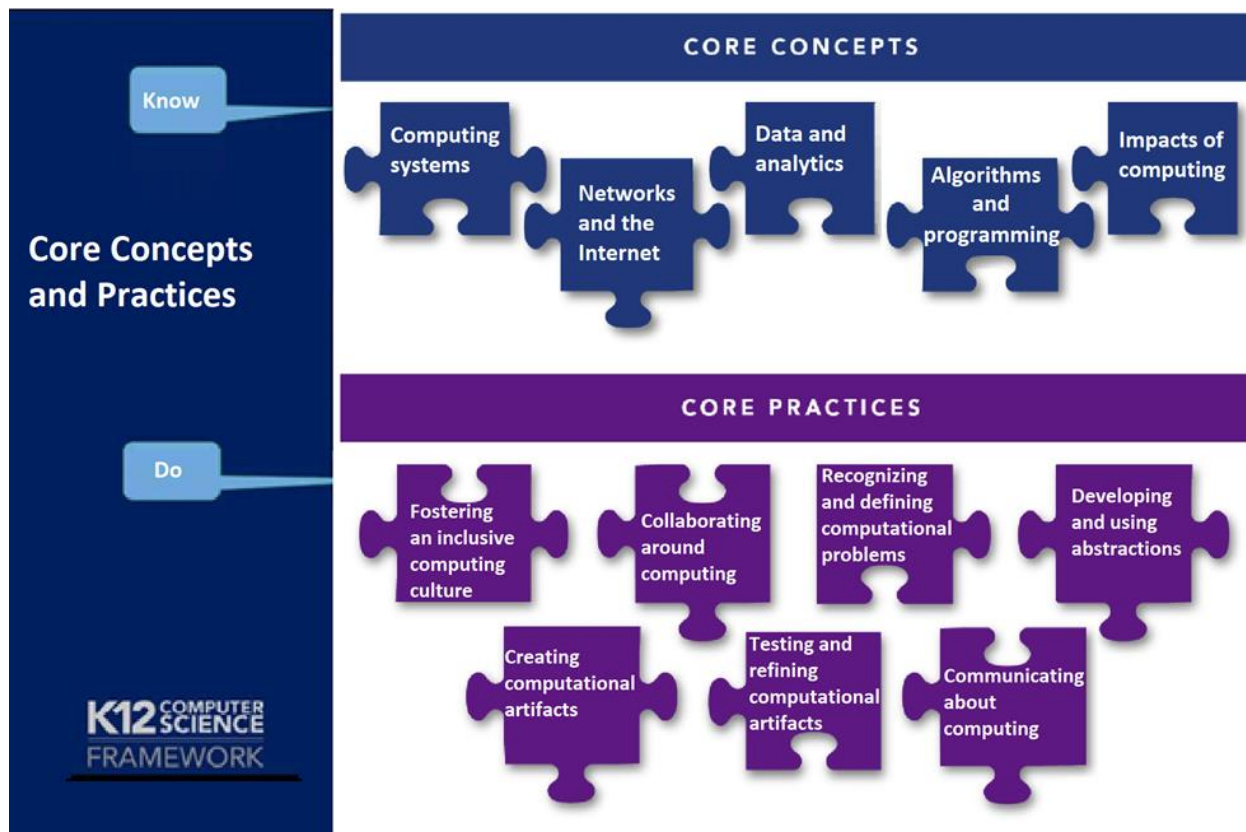 CORE CONCEPTS
Know
Computing
systems
Networks
and the
Internet
Data and
analytics
Algorithms
and
programming
Impacts of
computing
Core Concepts
and Practices
CORE PRACTICES
Do
Fostering
an inclusive
computing
culture
Collaborating
around
computing
Recognizing
and defining
computational
problems
Developing
and using
abstractions
Creating
computational
artifacts
Testing and
refining
computational
artifacts
Communicating
about
computing
K12 COMPUTER
SCIENCE
FRAMEWORK